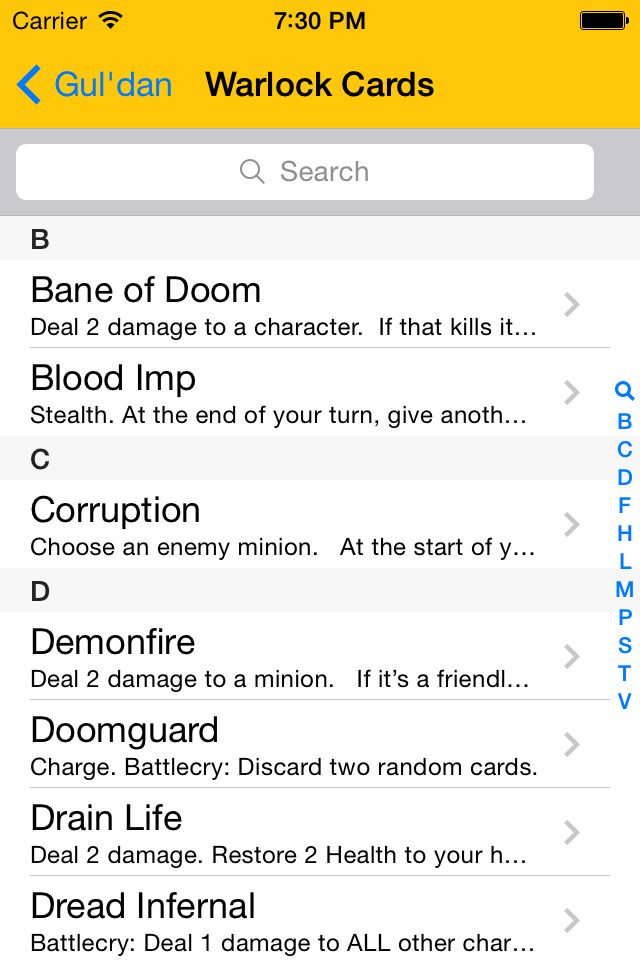 Carrier 7:30 PM
Gul'dan Warlock Cards
Search
B
Bane of Doom
Deal 2 damage to a character.  If that kills it…
Blood Imp
Stealth. At the end of your turn, give anoth…
C
Corruption
Choose an enemy minion.   At the start of y…
D
Demonfire
Deal 2 damage to a minion.   If it’s a friendl…
Doomguard
Charge. Battlecry: Discard two random cards.
Drain Life
Deal 2 damage. Restore 2 Health to your h…
Dread Infernal
Battlecry: Deal 1 damage to ALL other char…
B
C
D
F
H
L
M
P
S
T
V